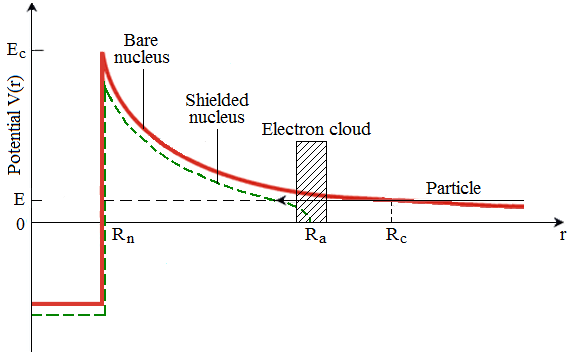 Potential V(r)
Ec
Bare
nucleus
Shielded
nucleus
Electron cloud
Particle
E
0
Rn
Ra
Rc
r